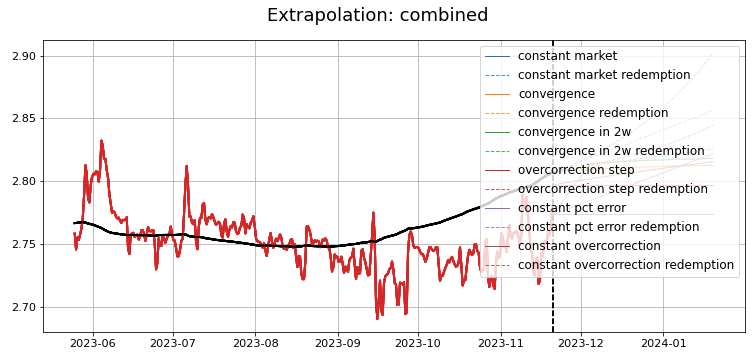 Extrapolation: combined
2.90
2.85
2.80
2.75
2.70
constant market
constant market redemption
convergence
convergence redemption
convergence in 2w
convergence in 2w redemption
overcorrection step
overcorrection step redemption
constant pct error
constant pct error redemption
constant overcorrection
constant overcorrection redemption
2023-06 2023-07 2023-08 2023-09 2023-10 2023-11 2023-12 2024-01